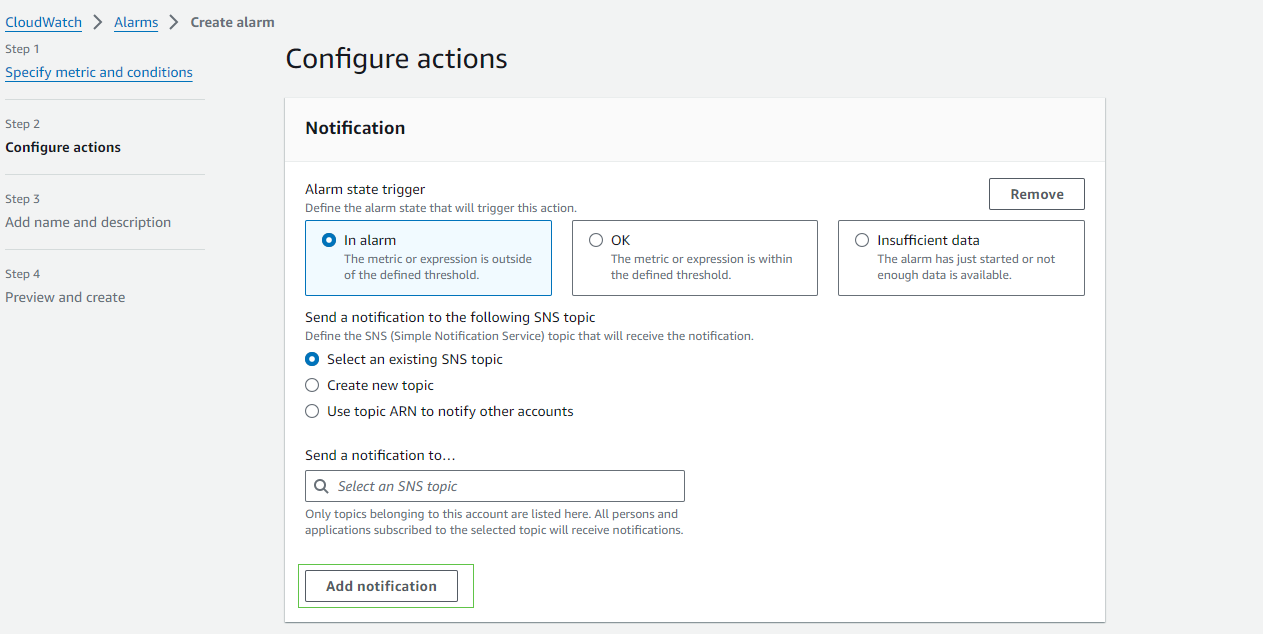 CloudWatch > Alarms > Create alarm
Step 1
Specify metric and conditions
Step 2
Configure actions
Step 3
Add name and description
Step 4
Preview and create
Configure actions
Notification
Alarm state trigger
Define the alarm state that will trigger this action.
Remove
In alarm
The metric or expression is outside
of the defined threshold.
OK
The metric or expression is within
the defined threshold.
Insufficient data
The alarm has just started or not
enough data is available.
Send a notification to the following SNS topic
Define the SNS (Simple Notification Service) topic that will receive the notification.
Select an existing SNS topic
Create new topic
Use topic ARN to notify other accounts
Send a notification to…
Select an SNS topic
Only topics belonging to this account are listed here. All persons and
applications subscribed to the selected topic will receive notifications.
Add notification